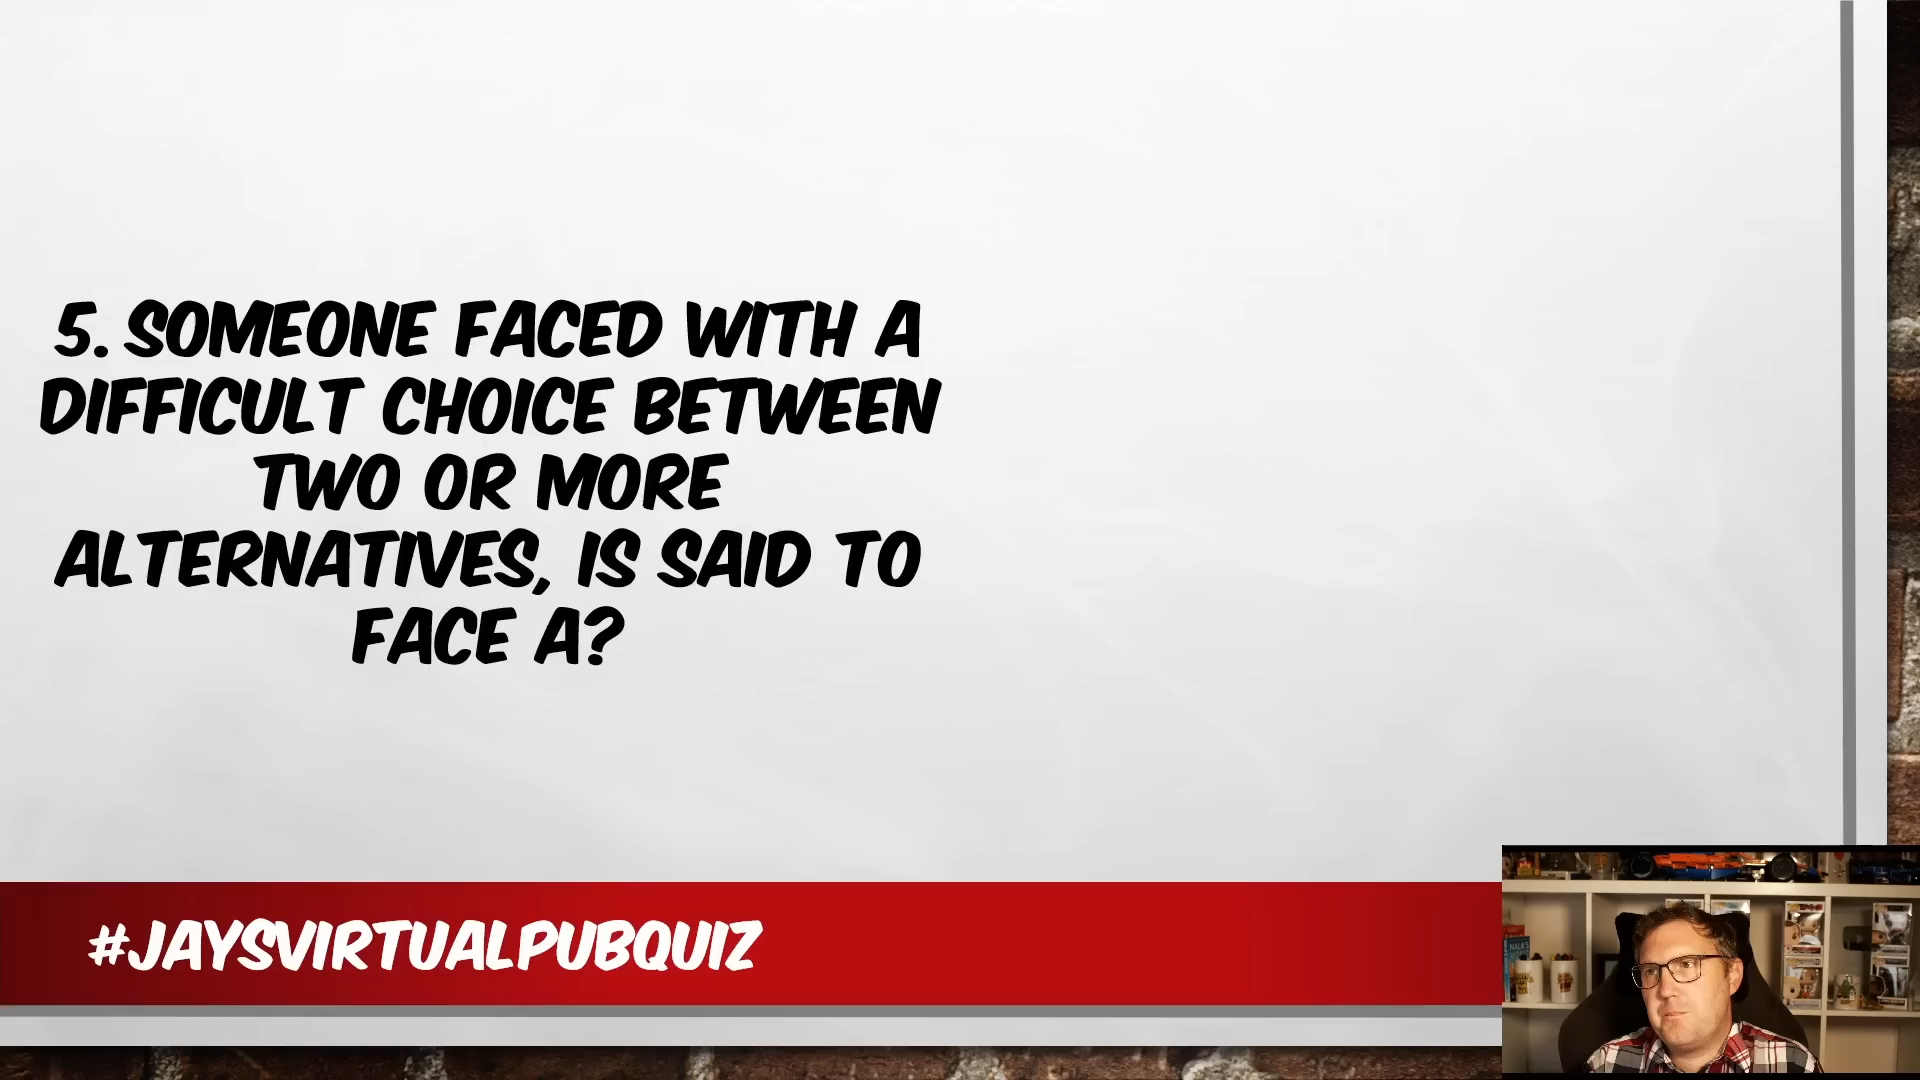 5. SOMEONE FACED WITH A
DIFFICULT CHOICE BETWEEN
TWO OR MORE
ALTERNATIVES, IS SAID TO
FACE A?
#JAYSVIRTUALPUBQUIZ